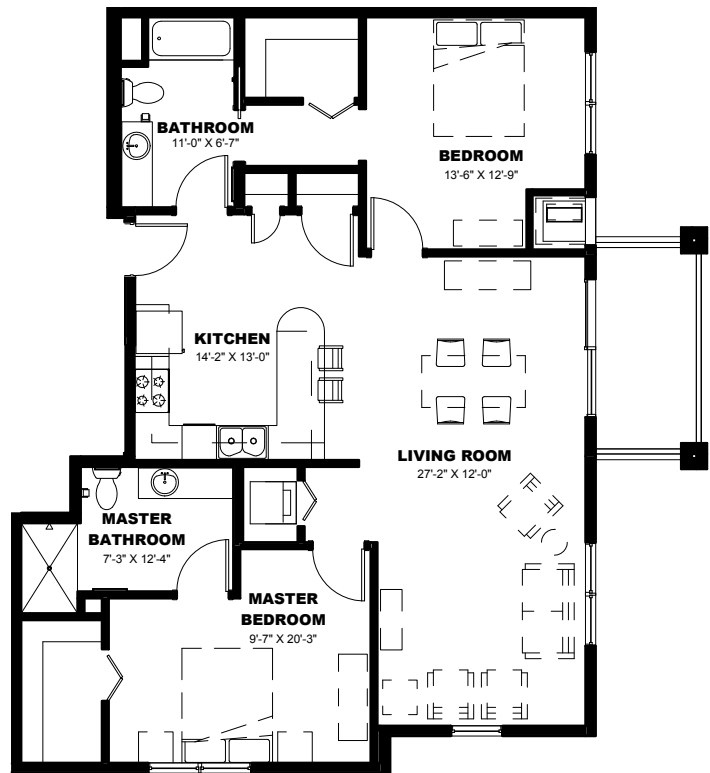 BATHROOM
11'-0" X 6'-7"
BEDROOM
13'-6" X 12'-9"
KITCHEN
14'-2" X 13'-0"
LIVING ROOM
27'-2" X 12'-0"
MASTER
BATHROOM
7'-3" X 12'-4"
MASTER
BEDROOM
9'-7" X 20'-3"